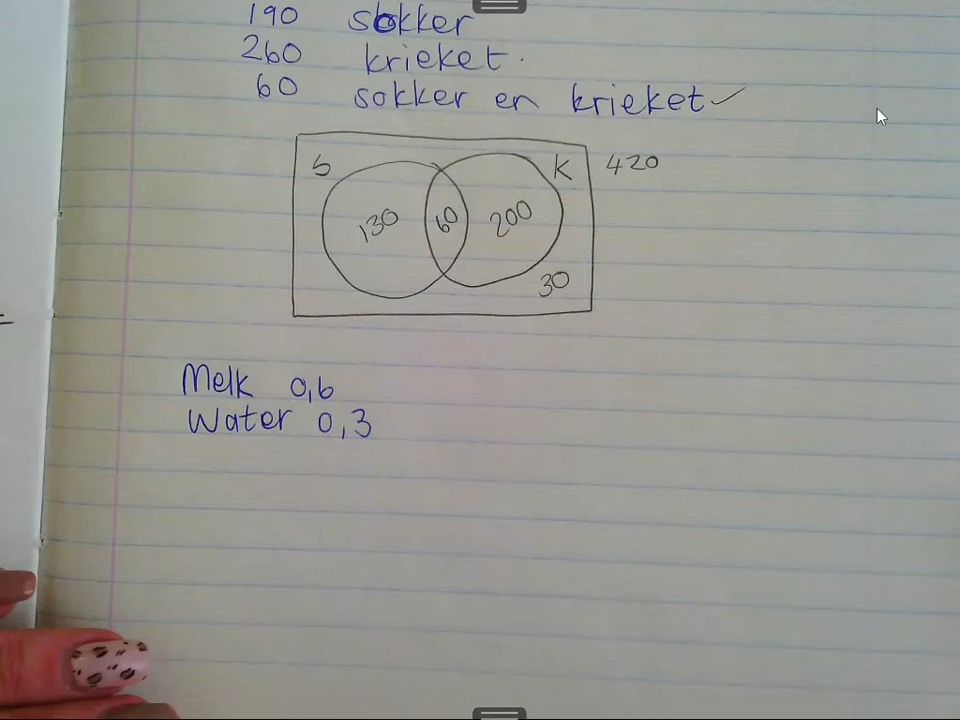 190 sokker
260 krieket.
60 sokker en krieket ✓
S K 420
130 60 200
30
Melk 0,6
Water 0,3